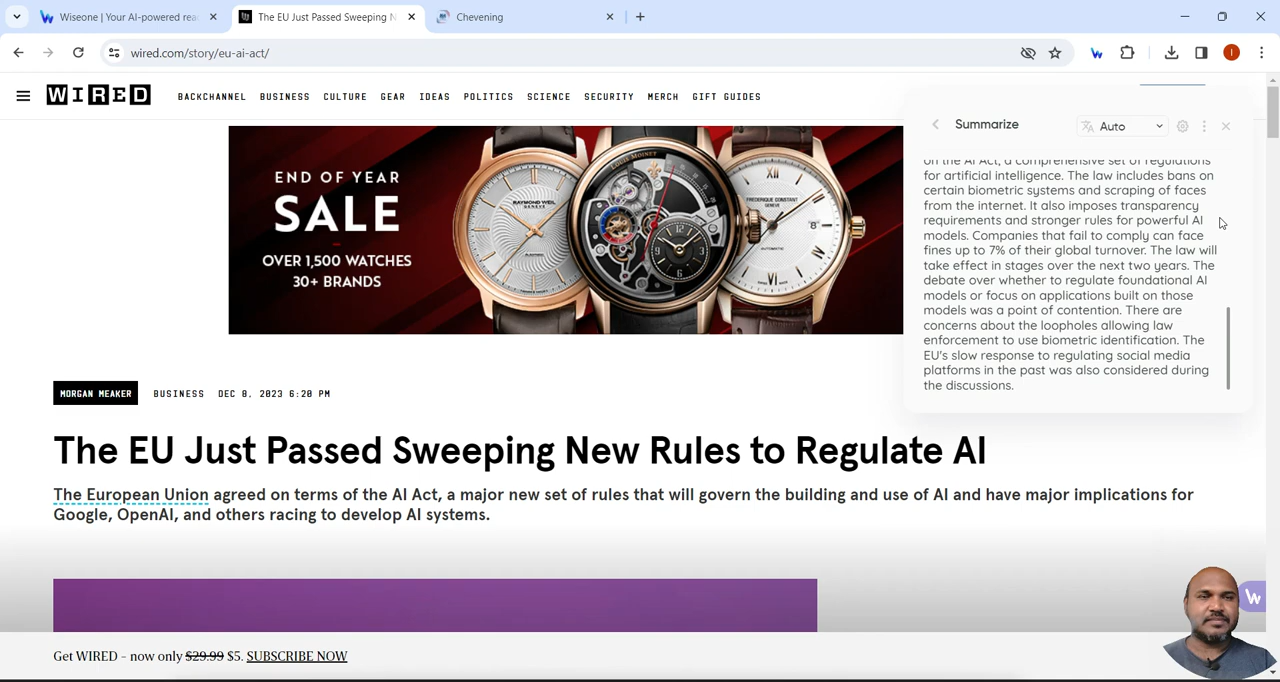 Wiseone | Your AI-powered rea
The EU Just Passed Sweeping N
Chevening
wired.com/story/eu-ai-act/
I
WIRED
BACKCHANNEL BUSINESS CULTURE GEAR IDEAS POLITICS SCIENCE SECURITY MERCH GIFT GUIDES
END OF YEAR
SALE
OVER 1,500 WATCHES
30+ BRANDS
RAYMOND WEIL
GENEVE
LOUIS MOINET
FREDERIQUE CONSTANT
GENEVE
Summarize
Auto
on the AI Act, a comprehensive set of regulations
for artificial intelligence. The law includes bans on
certain biometric systems and scraping of faces
from the internet. It also imposes transparency
requirements and stronger rules for powerful AI
models. Companies that fail to comply can face
fines up to 7% of their global turnover. The law will
take effect in stages over the next two years. The
debate over whether to regulate foundational AI
models or focus on applications built on those
models was a point of contention. There are
concerns about the loopholes allowing law
enforcement to use biometric identification. The
EU's slow response to regulating social media
platforms in the past was also considered during
the discussions.
MORGAN MEAKER
BUSINESS
DEC 8, 2023 6:20 PM
The EU Just Passed Sweeping New Rules to Regulate AI
The European Union agreed on terms of the AI Act, a major new set of rules that will govern the building and use of AI and have major implications for
Google, OpenAI, and others racing to develop AI systems.
Get WIRED – now only $29.99 $5. SUBSCRIBE NOW